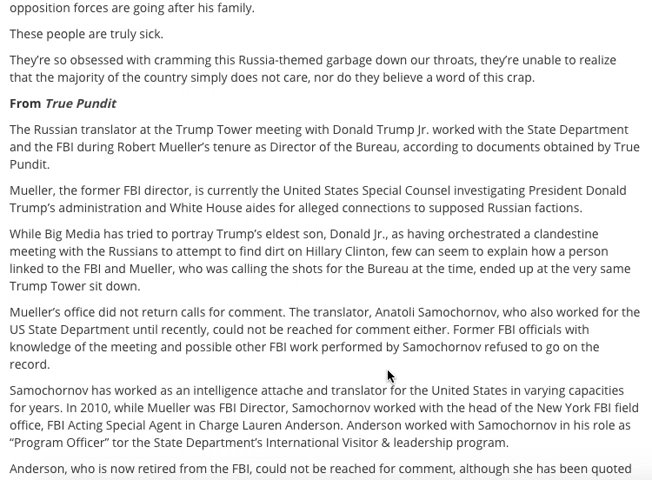 opposition forces are going after his family.
These people are truly sick.
They’re so obsessed with cramming this Russia-themed garbage down our throats, they’re unable to realize
that the majority of the country simply does not care, nor do they believe a word of this crap.
From True Pundit
The Russian translator at the Trump Tower meeting with Donald Trump Jr. worked with the State Department
and the FBI during Robert Mueller’s tenure as Director of the Bureau, according to documents obtained by True
Pundit.
Mueller, the former FBI director, is currently the United States Special Counsel investigating President Donald
Trump’s administration and White House aides for alleged connections to supposed Russian factions.
While Big Media has tried to portray Trump’s eldest son, Donald Jr., as having orchestrated a clandestine
meeting with the Russians to attempt to find dirt on Hillary Clinton, few can seem to explain how a person
linked to the FBI and Mueller, who was calling the shots for the Bureau at the time, ended up at the very same
Trump Tower sit down.
Mueller’s office did not return calls for comment. The translator, Anatoli Samochornov, who also worked for the
US State Department until recently, could not be reached for comment either. Former FBI officials with
knowledge of the meeting and possible other FBI work performed by Samochornov refused to go on the
record.
Samochornov has worked as an intelligence attache and translator for the United States in varying capacities
for years. In 2010, while Mueller was FBI Director, Samochornov worked with the head of the New York FBI field
office, FBI Acting Special Agent in Charge Lauren Anderson. Anderson worked with Samochornov in his role as
“Program Officer” tor the State Department’s International Visitor & leadership program.
Anderson, who is now retired from the FBI, could not be reached for comment, although she has been quoted